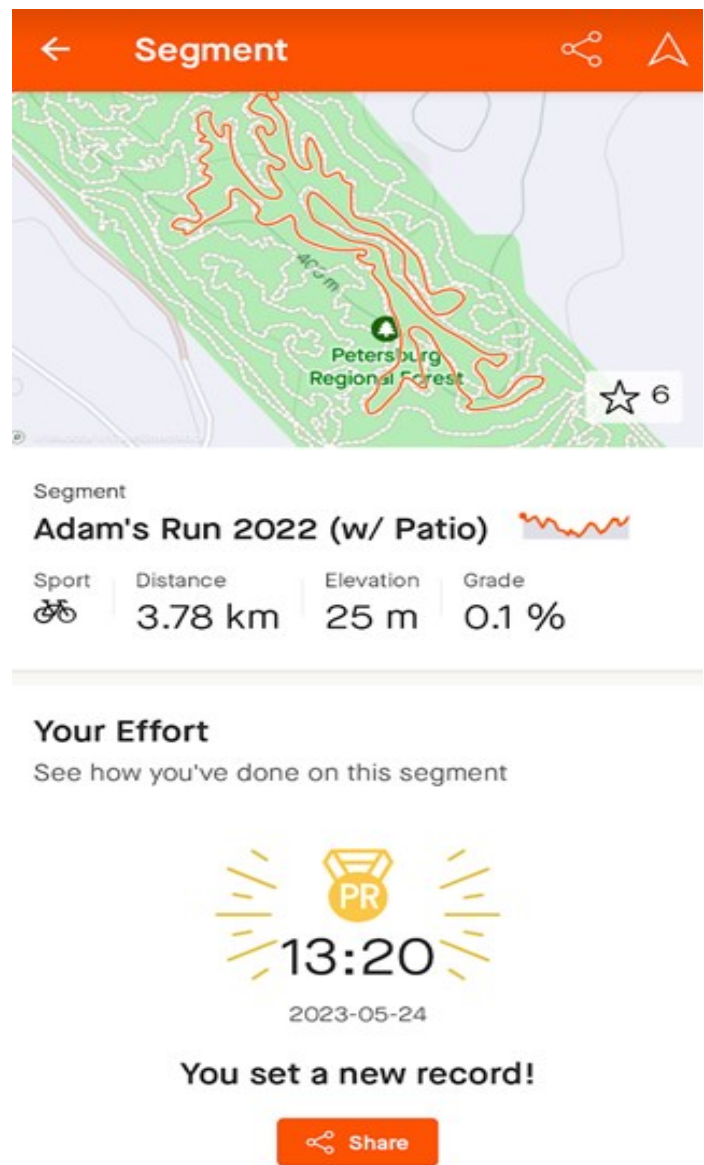 Segment
400 m
Petersburg
Regional Forest
6
Segment
Adam's Run 2022 (w/ Patio)
Sport
Distance
Elevation
Grade
3.78 km
25 m
0.1 %
Your Effort
See how you've done on this segment
PR
13:20
2023-05-24
You set a new record!
Share